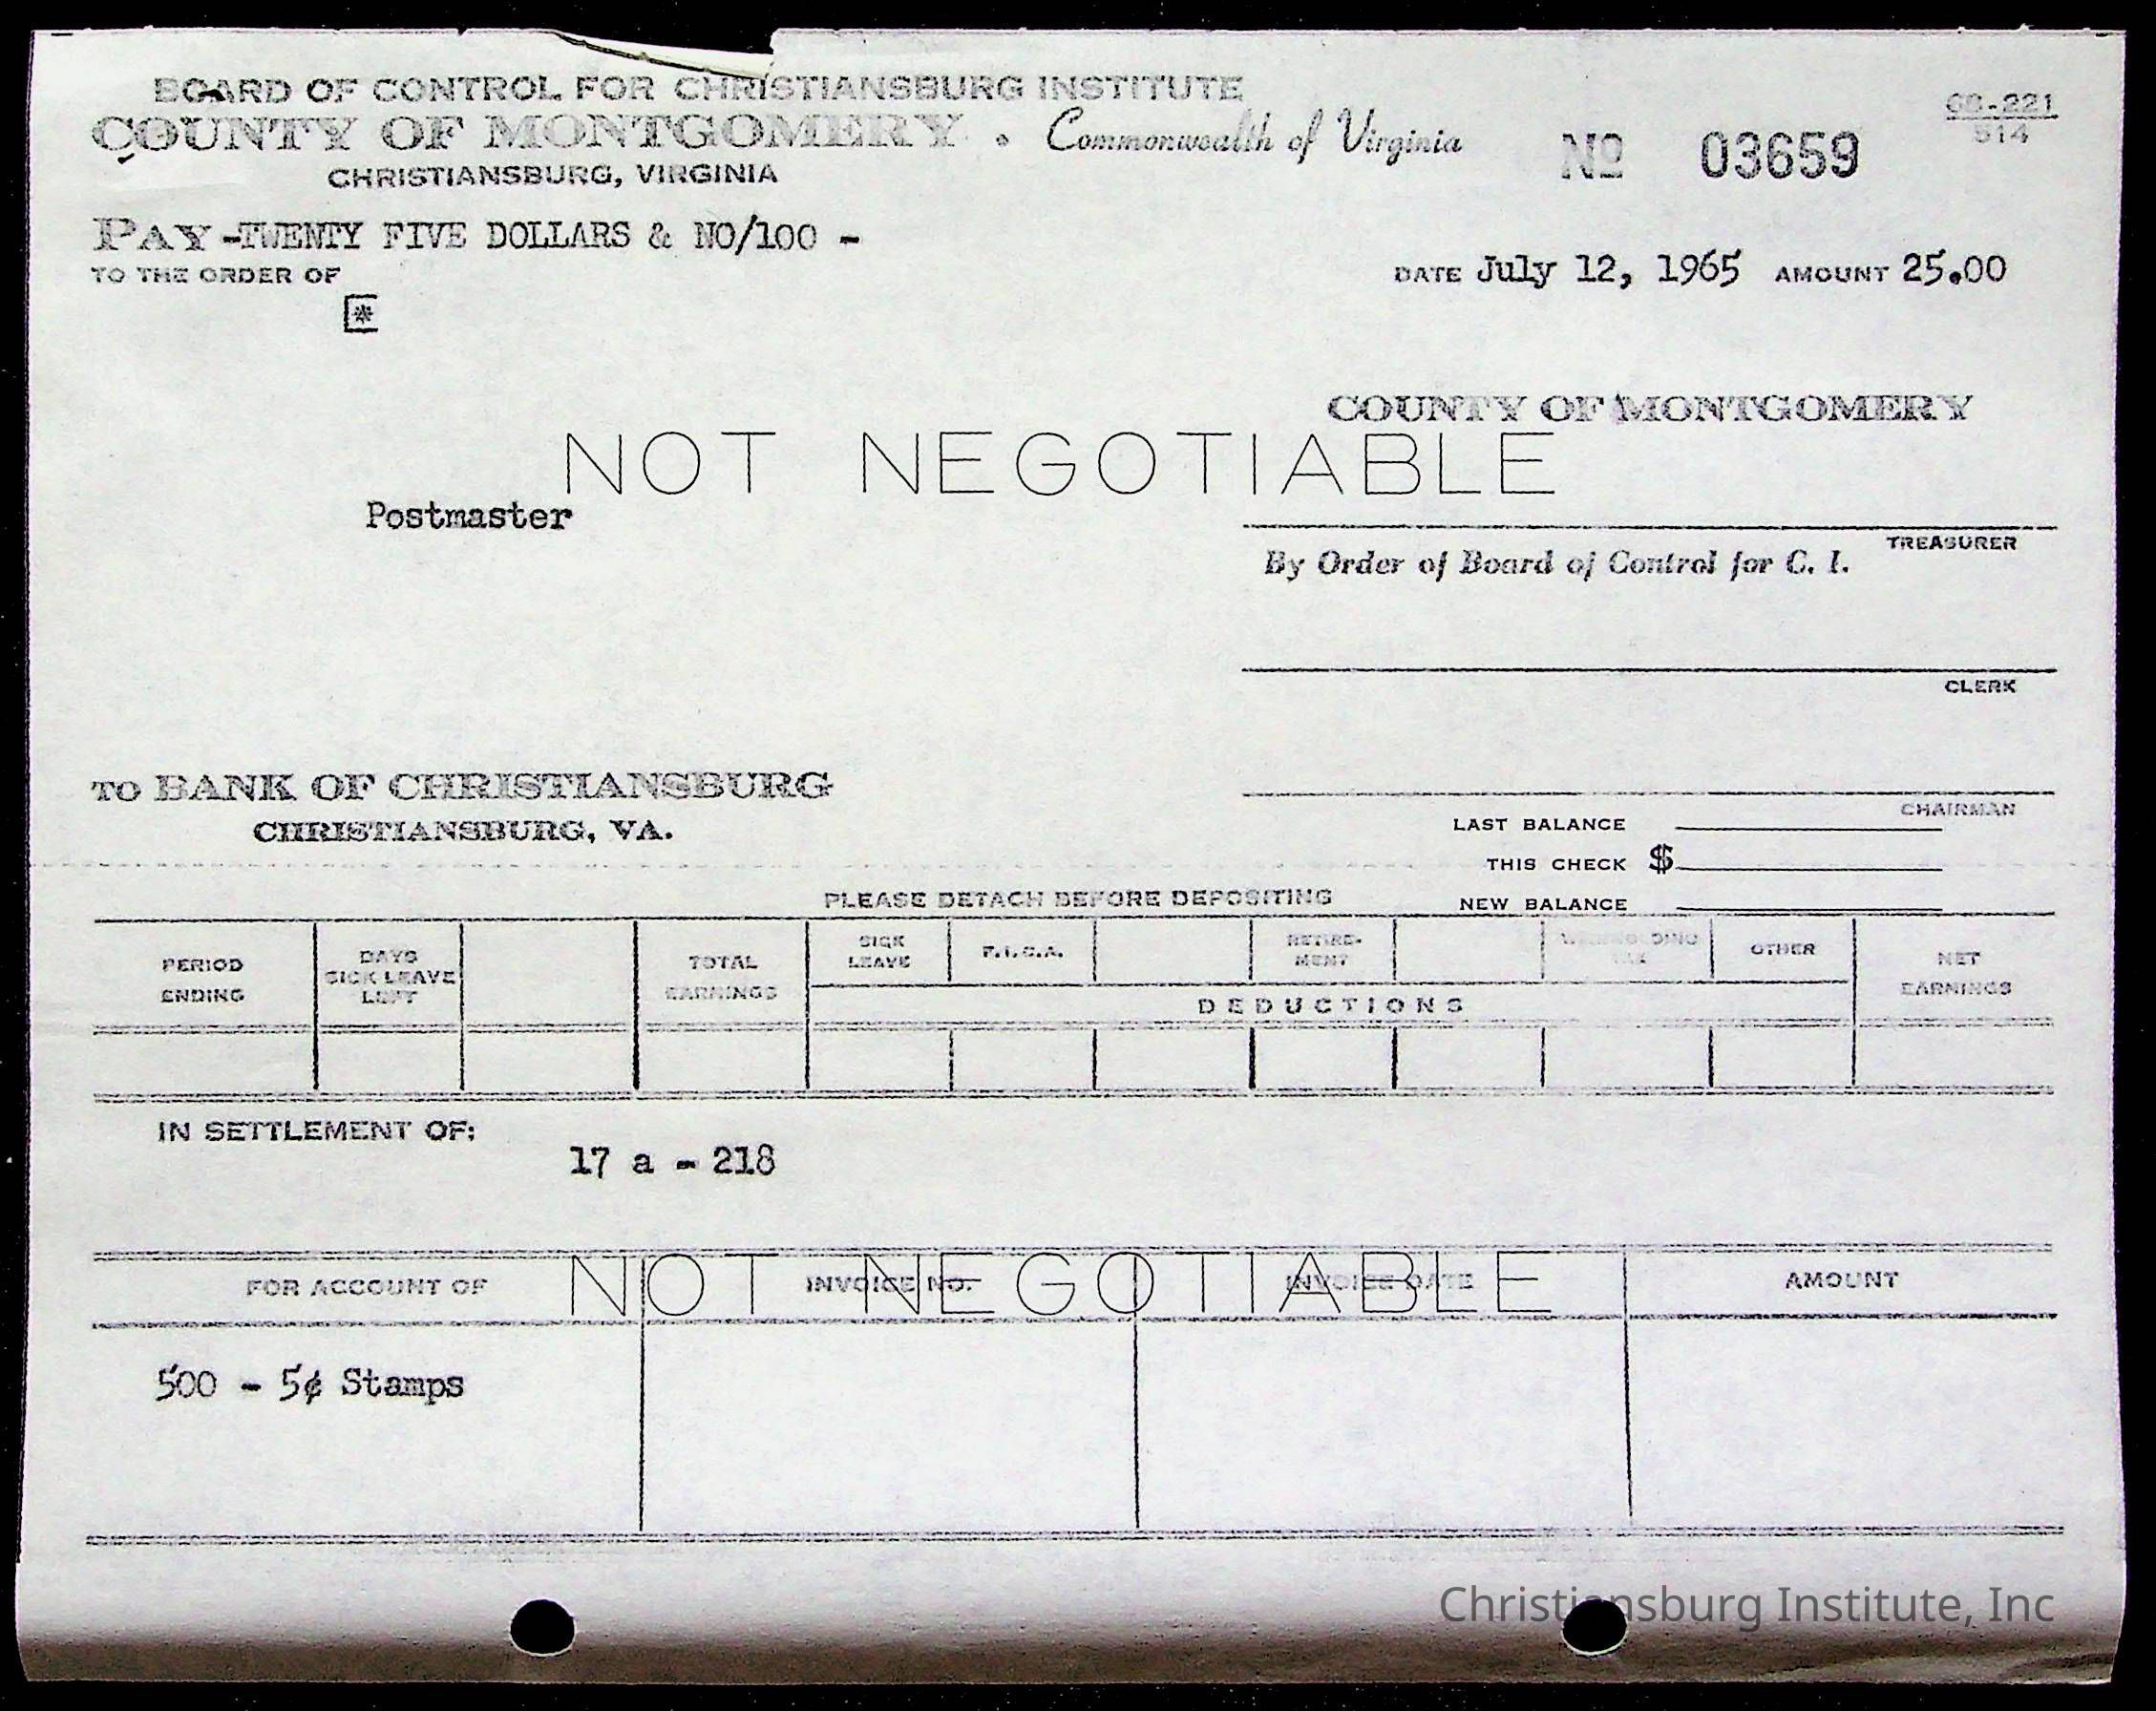 BOARD OF CONTROL FOR CHRISTIANSBURG INSTITUTE
COUNTY OF MONTGOMERY • Commonwealth of Virginia
CHRISTIANSBURG, VIRGINIA
No 03659
68-221
514
PAY -TWENTY FIVE DOLLARS & NO/100 -
TO THE ORDER OF
DATE July 12, 1965 AMOUNT 25.00
*
COUNTY OF MONTGOMERY
NOT NEGOTIABLE
Postmaster
TREASURER
By Order of Board of Control for C. I.
CLERK
TO BANK OF CHRISTIANSBURG
CHRISTIANSBURG, VA.
CHAIRMAN
LAST BALANCE
THIS CHECK $
NEW BALANCE
PLEASE DETACH BEFORE DEPOSITING
PERIOD ENDING
DAYS SICK LEAVE LEFT
TOTAL EARNINGS
SICK LEAVE
F.I.C.A.
RETIRE-MENT
WITHHOLDING TAX
OTHER
NET EARNINGS
DEDUCTIONS
IN SETTLEMENT OF:
17 a - 218
NOT NEGOTIABLE
FOR ACCOUNT OF
INVOICE NO.
INVOICE DATE
AMOUNT
500 - 5¢ Stamps
Christiansburg Institute, Inc